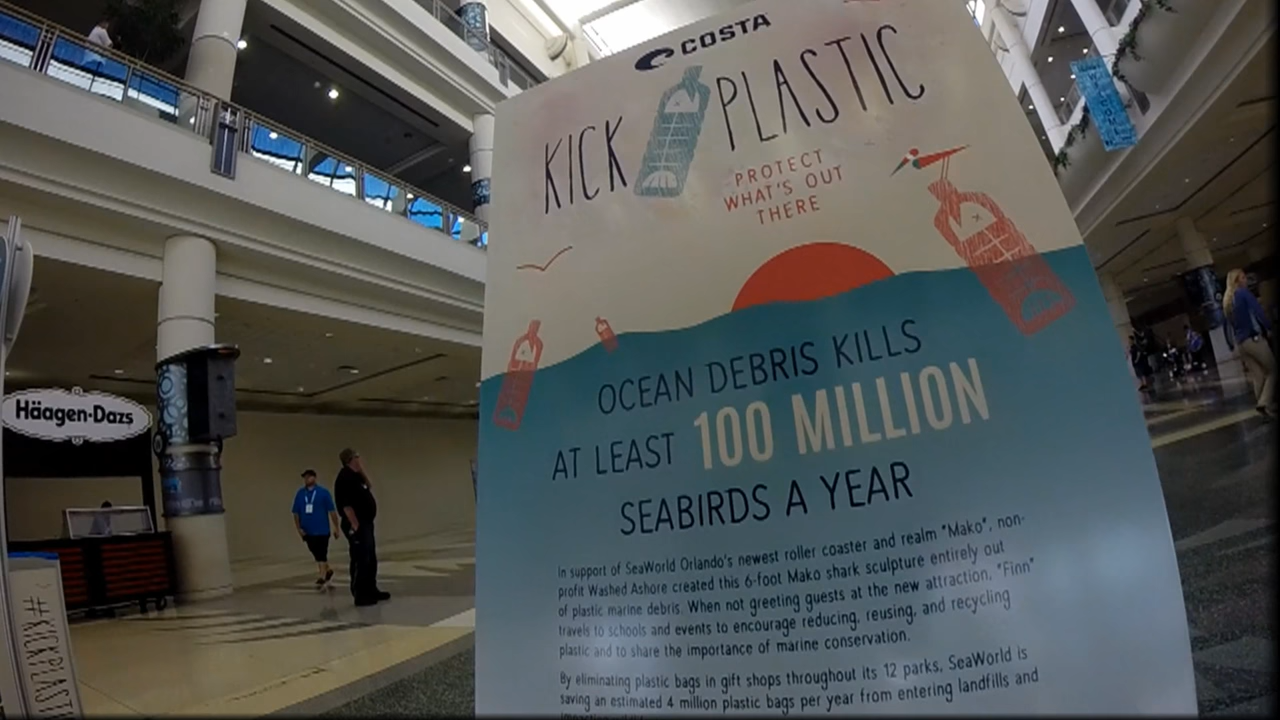 COSTA
KICK PLASTIC
PROTECT
WHAT'S OUT
THERE
OCEAN DEBRIS KILLS
AT LEAST 100 MILLION
SEABIRDS A YEAR
In support of SeaWorld Orlando's newest roller coaster and realm "Mako", non-
profit Washed Ashore created this 6-foot Mako shark sculpture entirely out
of plastic marine debris. When not greeting guests at the new attraction, "Finn"
travels to schools and events to encourage reducing, reusing, and recycling
plastic and to share the importance of marine conservation.
By eliminating plastic bags in gift shops throughout its 12 parks, SeaWorld is
saving an estimated 4 million plastic bags per year from entering landfills and
Häagen-Dazs
#KICKPLASTI